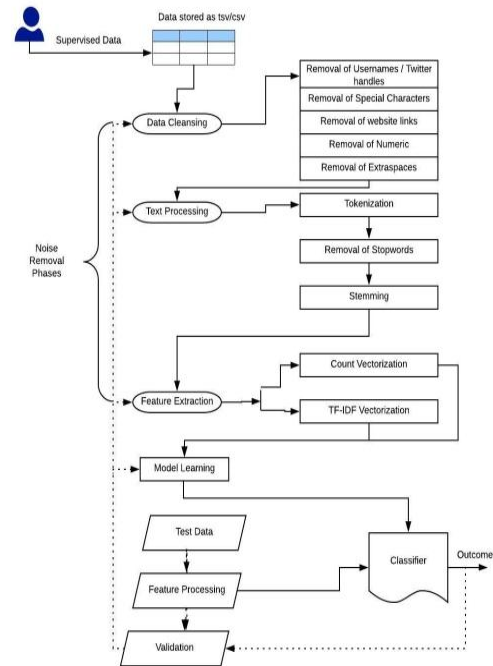 Data stored as tsv/csv
Supervised Data
Removal of Usernames / Twitter
handles
Removal of Special Characters
Removal of website links
Removal of Numeric
Removal of Extraspaces
Data Cleansing
Text Processing
Tokenization
Removal of Stopwords
Stemming
Noise
Removal
Phases
Feature Extraction
Count Vectorization
TF-IDF Vectorization
Model Learning
Test Data
Feature Processing
Classifier
Outcome
Validation